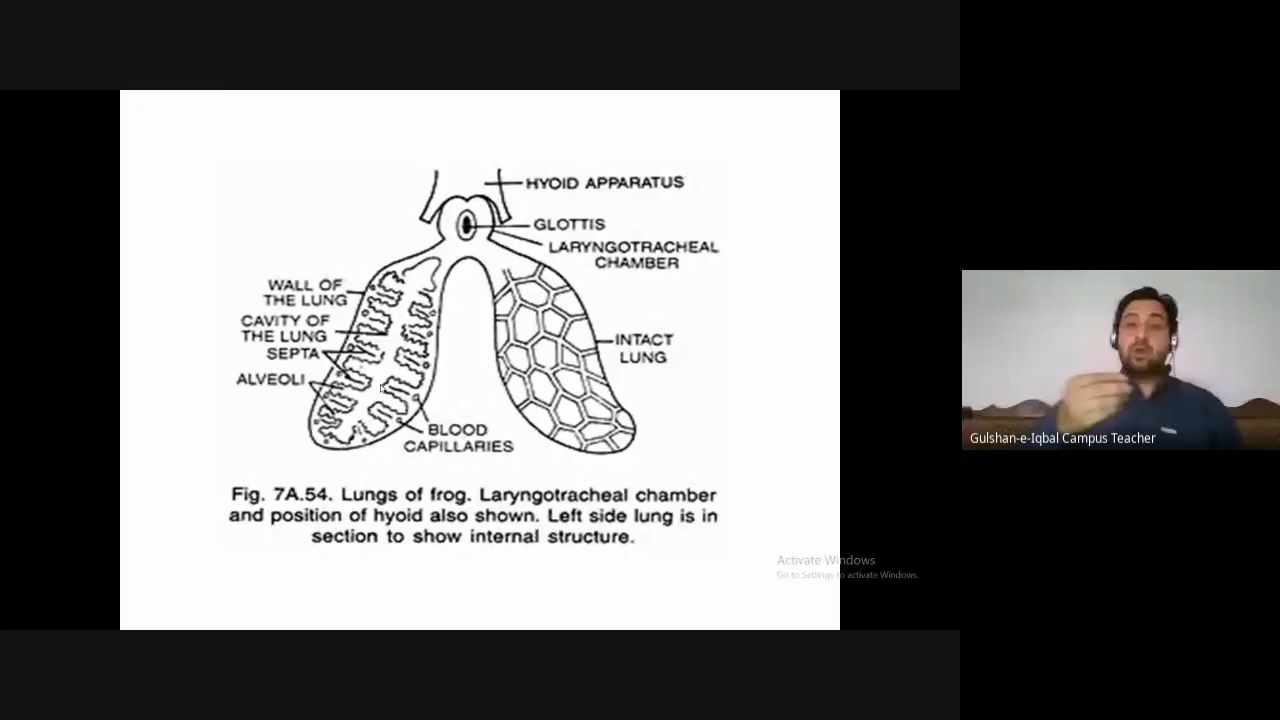 HYOID APPARATUS
GLOTTIS
LARYNGOTRACHEAL
CHAMBER
WALL OF
THE LUNG
CAVITY OF
THE LUNG
SEPTA
ALVEOLI
INTACT
LUNG
BLOOD
CAPILLARIES
Fig. 7A.54. Lungs of frog. Laryngotracheal chamber
and position of hyoid also shown. Left side lung is in
section to show internal structure.
Activate Windows
Go to Settings to activate Windows.
Gulshan-e-Iqbal Campus Teacher